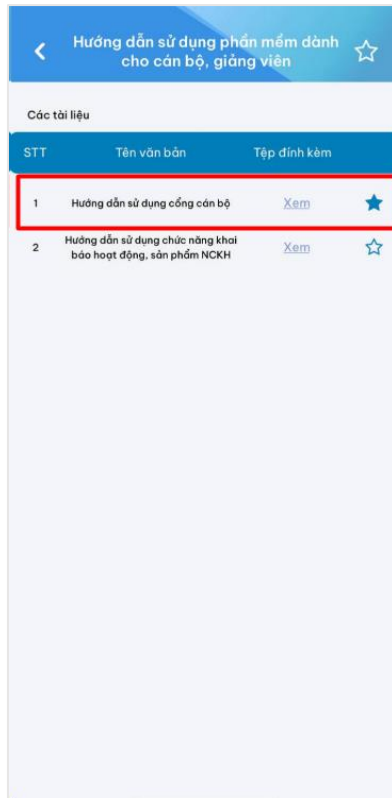 Hướng dẫn sử dụng phần mềm dành
cho cán bộ, giảng viên
Các tài liệu
STT Tên văn bản Tệp đính kèm
1 Hướng dẫn sử dụng cổng cán bộ Xem
2 Hướng dẫn sử dụng chức năng khai
báo hoạt động, sản phẩm NCKH Xem